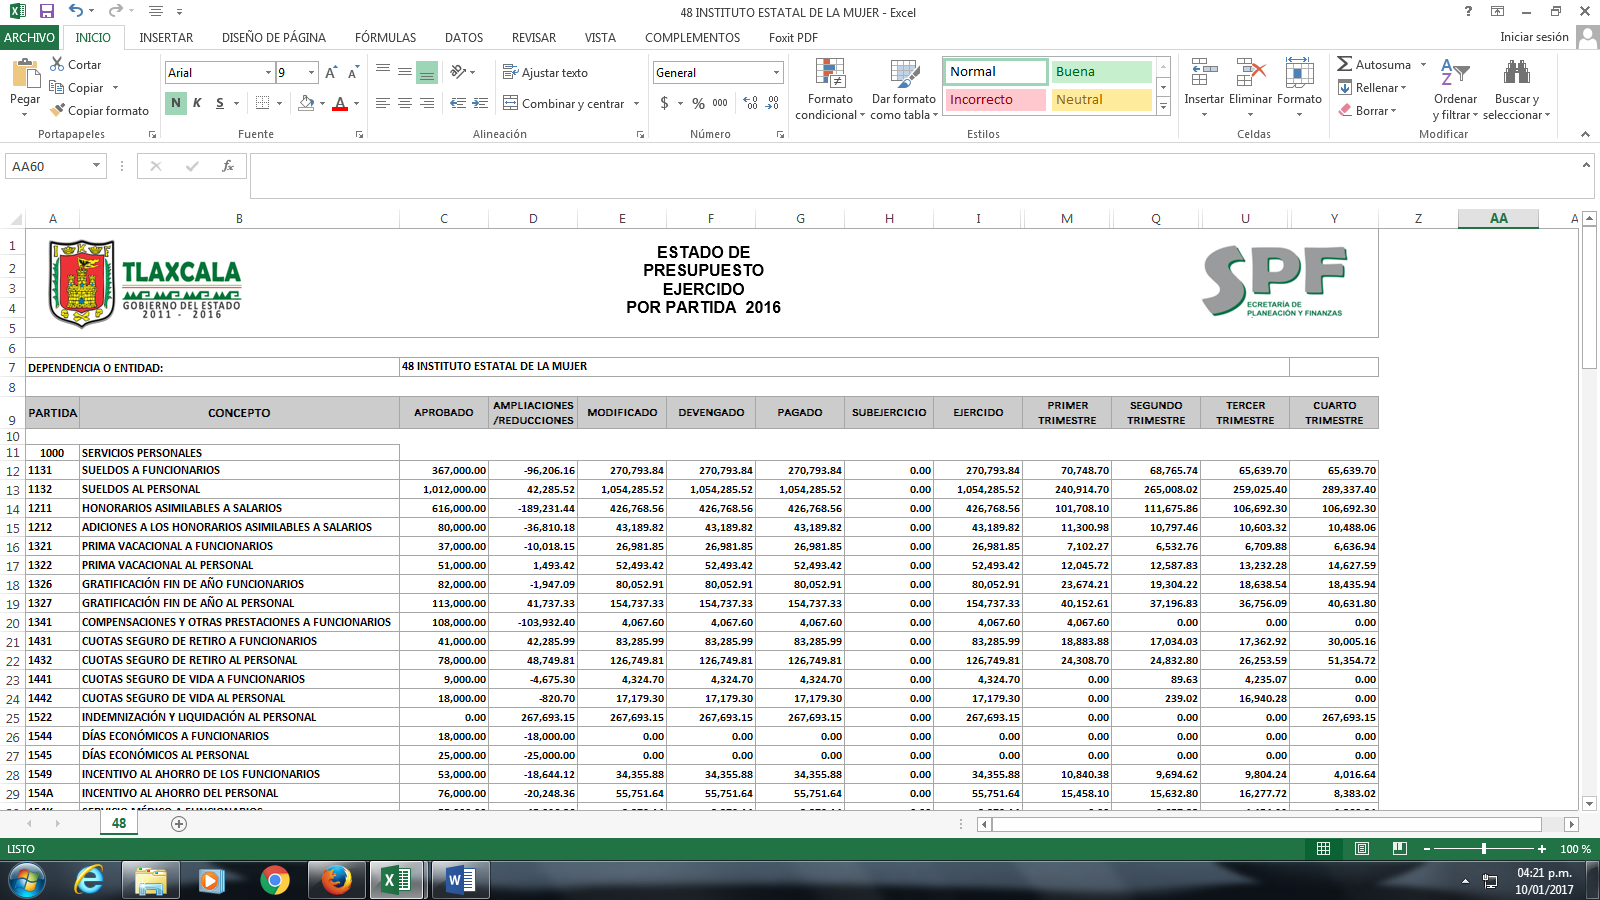 48 INSTITUTO ESTATAL DE LA MUJER - Excel
? 
ARCHIVO INICIO INSERTAR DISEÑO DE PÁGINA FÓRMULAS DATOS REVISAR VISTA COMPLEMENTOS Foxit PDF Iniciar sesión
Pegar
Cortar
Copiar
Copiar formato
Portapapeles
Arial 9
N K S
Fuente
Ajustar texto
Combinar y centrar
Alineación
General
$ % 000
Número
Formato condicional
Dar formato como tabla
Normal Buena
Incorrecto Neutral
Estilos
Insertar Eliminar Formato
Celdas
Autosuma
Rellenar
Borrar
Ordenar y filtrar
Buscar y seleccionar
Modificar
AA60 fx
A B C D E F G H I M Q U Y Z AA A
1 2 3 4 5 6
TLAXCALA
GOBIERNO DEL ESTADO
2011 - 2016
ESTADO DE
PRESUPUESTO
EJERCIDO
POR PARTIDA 2016
SPF
ECRETARÍA DE
PLANEACIÓN Y FINANZAS
7 DEPENDENCIA O ENTIDAD: 48 INSTITUTO ESTATAL DE LA MUJER
8
9 PARTIDA CONCEPTO APROBADO AMPLIACIONES /REDUCCIONES MODIFICADO DEVENGADO PAGADO SUBEJERCICIO EJERCIDO PRIMER TRIMESTRE SEGUNDO TRIMESTRE TERCER TRIMESTRE CUARTO TRIMESTRE
10
11 1000 SERVICIOS PERSONALES
12 1131 SUELDOS A FUNCIONARIOS 367,000.00 -96,206.16 270,793.84 270,793.84 270,793.84 0.00 270,793.84 70,748.70 68,765.74 65,639.70 65,639.70
13 1132 SUELDOS AL PERSONAL 1,012,000.00 42,285.52 1,054,285.52 1,054,285.52 1,054,285.52 0.00 1,054,285.52 240,914.70 265,008.02 259,025.40 289,337.40
14 1211 HONORARIOS ASIMILABLES A SALARIOS 616,000.00 -189,231.44 426,768.56 426,768.56 426,768.56 0.00 426,768.56 101,708.10 111,675.86 106,692.30 106,692.30
15 1212 ADICIONES A LOS HONORARIOS ASIMILABLES A SALARIOS 80,000.00 -36,810.18 43,189.82 43,189.82 43,189.82 0.00 43,189.82 11,300.98 10,797.46 10,603.32 10,488.06
16 1321 PRIMA VACACIONAL A FUNCIONARIOS 37,000.00 -10,018.15 26,981.85 26,981.85 26,981.85 0.00 26,981.85 7,102.27 6,532.76 6,709.88 6,636.94
17 1322 PRIMA VACACIONAL AL PERSONAL 51,000.00 1,493.42 52,493.42 52,493.42 52,493.42 0.00 52,493.42 12,045.72 12,587.83 13,232.28 14,627.59
18 1326 GRATIFICACIÓN FIN DE AÑO FUNCIONARIOS 82,000.00 -1,947.09 80,052.91 80,052.91 80,052.91 0.00 80,052.91 23,674.21 19,304.22 18,638.54 18,435.94
19 1327 GRATIFICACIÓN FIN DE AÑO AL PERSONAL 113,000.00 41,737.33 154,737.33 154,737.33 154,737.33 0.00 154,737.33 40,152.61 37,196.83 36,756.09 40,631.80
20 1341 COMPENSACIONES Y OTRAS PRESTACIONES A FUNCIONARIOS 108,000.00 -103,932.40 4,067.60 4,067.60 4,067.60 0.00 4,067.60 4,067.60 0.00 0.00 0.00
21 1431 CUOTAS SEGURO DE RETIRO A FUNCIONARIOS 41,000.00 42,285.99 83,285.99 83,285.99 83,285.99 0.00 83,285.99 18,883.88 17,034.03 17,362.92 30,005.16
22 1432 CUOTAS SEGURO DE RETIRO AL PERSONAL 78,000.00 48,749.81 126,749.81 126,749.81 126,749.81 0.00 126,749.81 24,308.70 24,832.80 26,253.59 51,354.72
23 1441 CUOTAS SEGURO DE VIDA A FUNCIONARIOS 9,000.00 -4,675.30 4,324.70 4,324.70 4,324.70 0.00 4,324.70 0.00 89.63 4,235.07 0.00
24 1442 CUOTAS SEGURO DE VIDA AL PERSONAL 18,000.00 -820.70 17,179.30 17,179.30 17,179.30 0.00 17,179.30 0.00 239.02 16,940.28 0.00
25 1522 INDEMNIZACIÓN Y LIQUIDACIÓN AL PERSONAL 0.00 267,693.15 267,693.15 267,693.15 267,693.15 0.00 267,693.15 0.00 0.00 0.00 267,693.15
26 1544 DÍAS ECONÓMICOS A FUNCIONARIOS 18,000.00 -18,000.00 0.00 0.00 0.00 0.00 0.00 0.00 0.00 0.00 0.00
27 1545 DÍAS ECONÓMICOS AL PERSONAL 25,000.00 -25,000.00 0.00 0.00 0.00 0.00 0.00 0.00 0.00 0.00 0.00
28 1549 INCENTIVO AL AHORRO DE LOS FUNCIONARIOS 53,000.00 -18,644.12 34,355.88 34,355.88 34,355.88 0.00 34,355.88 10,840.38 9,694.62 9,804.24 4,016.64
29 154A INCENTIVO AL AHORRO DEL PERSONAL 76,000.00 -20,248.36 55,751.64 55,751.64 55,751.64 0.00 55,751.64 15,458.10 15,632.80 16,277.72 8,383.02
48
LISTO 100 %
04:21 p.m.
10/01/2017